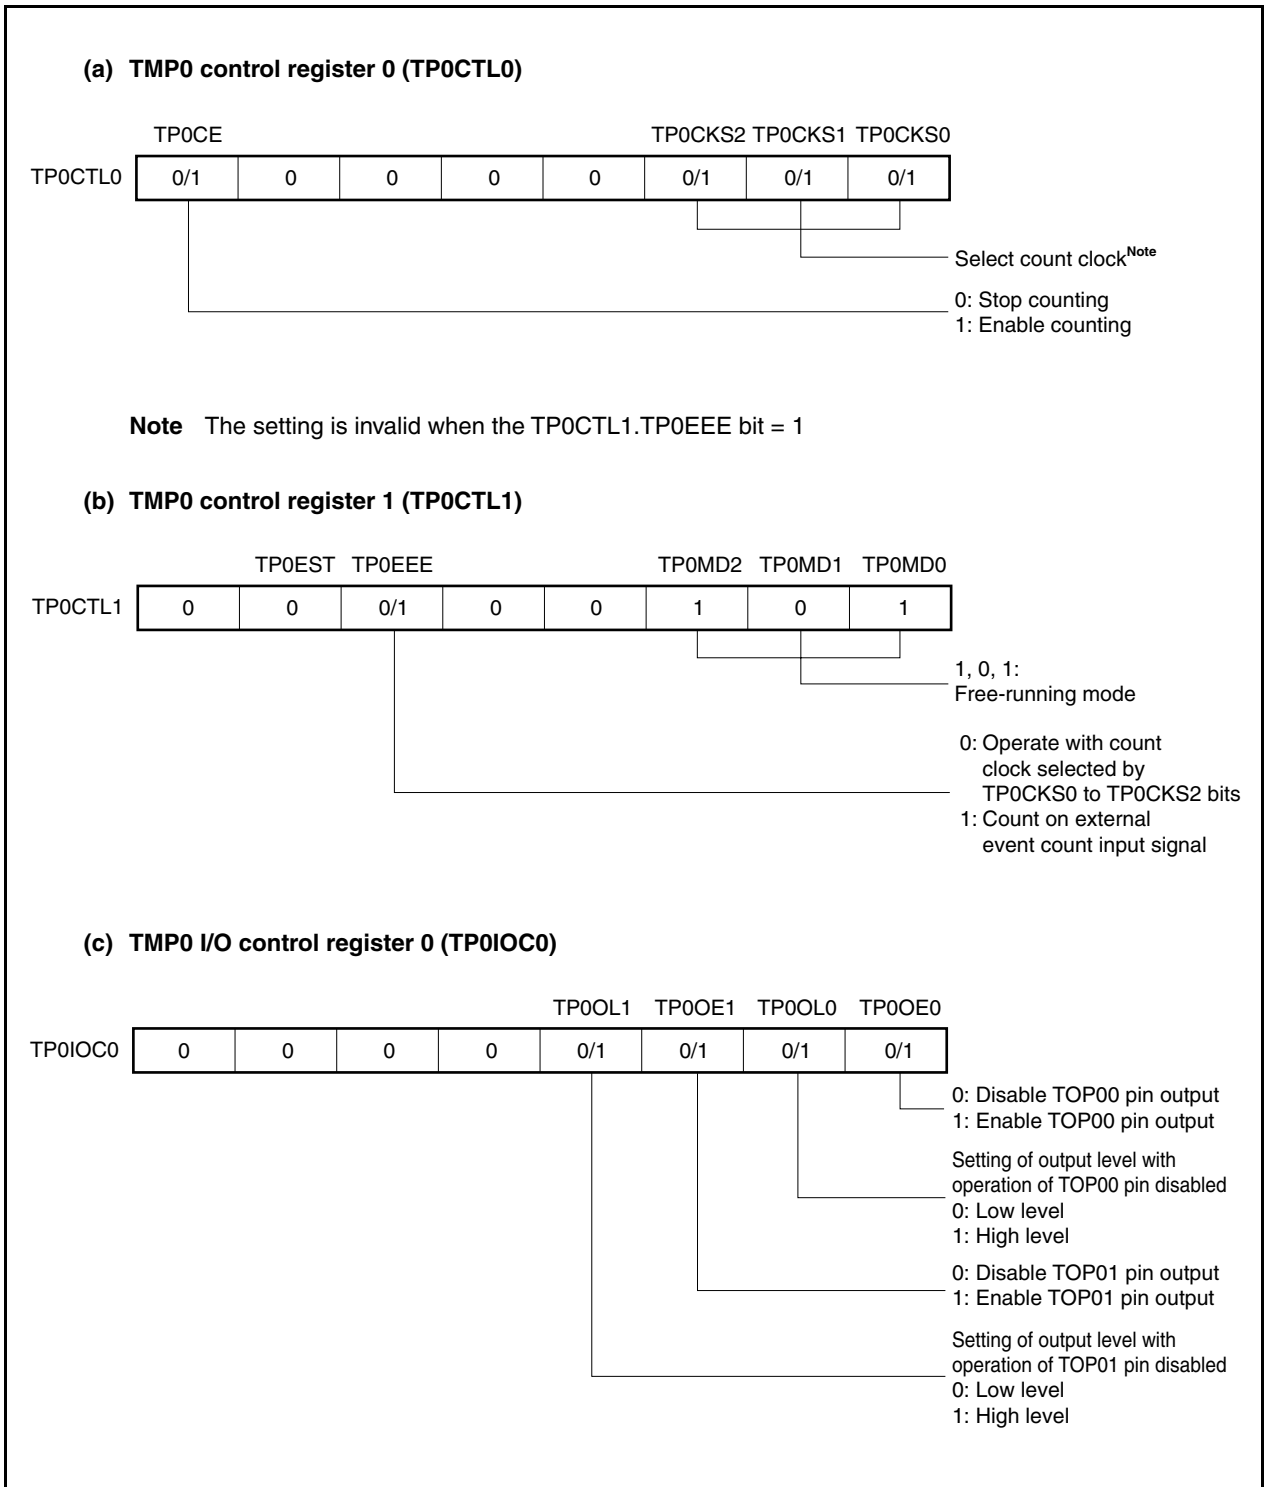 (a) TMP0 control register 0 (TP0CTL0)
TP0CE TP0CKS2 TP0CKS1 TP0CKS0
TP0CTL0 0/1 0 0 0 0 0/1 0/1 0/1
Select count clockNote
0: Stop counting
1: Enable counting
Note The setting is invalid when the TP0CTL1.TP0EEE bit = 1
(b) TMP0 control register 1 (TP0CTL1)
TP0EST TP0EEE TP0MD2 TP0MD1 TP0MD0
TP0CTL1 0 0 0/1 0 0 1 0 1
1, 0, 1:
Free-running mode
0: Operate with count
clock selected by
TP0CKS0 to TP0CKS2 bits
1: Count on external
event count input signal
(c) TMP0 I/O control register 0 (TP0IOC0)
TP0OL1 TP0OE1 TP0OL0 TP0OE0
TP0IOC0 0 0 0 0 0/1 0/1 0/1 0/1
0: Disable TOP00 pin output
1: Enable TOP00 pin output
Setting of output level with
operation of TOP00 pin disabled
0: Low level
1: High level
0: Disable TOP01 pin output
1: Enable TOP01 pin output
Setting of output level with
operation of TOP01 pin disabled
0: Low level
1: High level